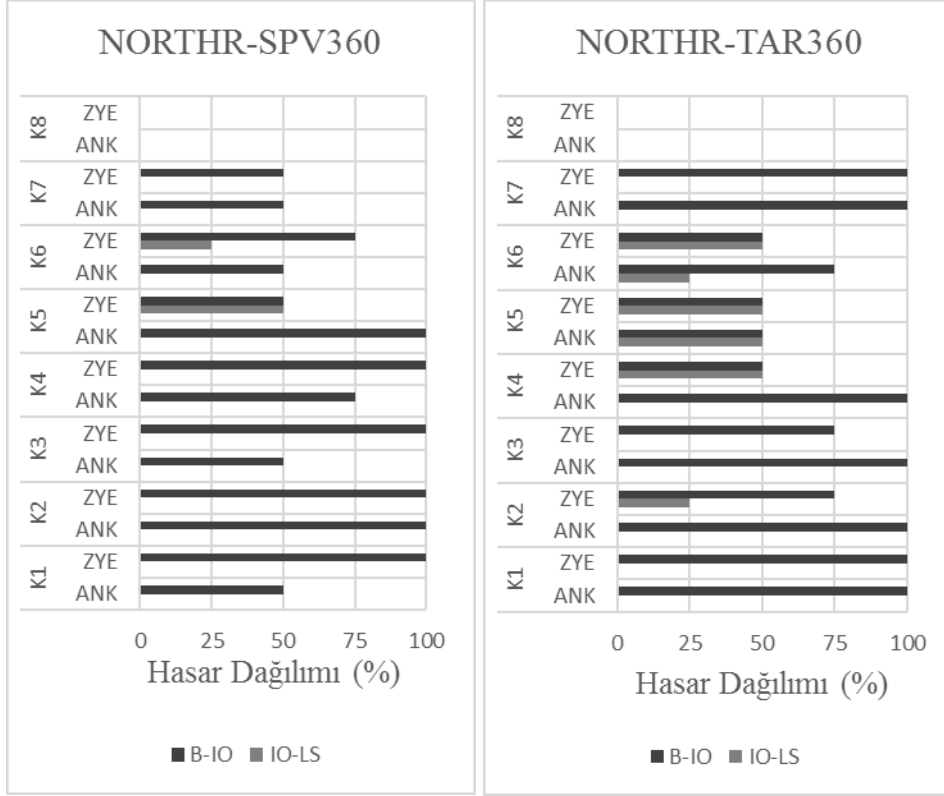 NORTHR-SPV360
K8
ZYE
ANK
K7
ZYE
ANK
K6
ZYE
ANK
K5
ZYE
ANK
K4
ZYE
ANK
K3
ZYE
ANK
K2
ZYE
ANK
K1
ZYE
ANK
0 25 50 75 100
Hasar Dağılımı (%)
B-IO IO-LS
NORTHR-TAR360
K8
ZYE
ANK
K7
ZYE
ANK
K6
ZYE
ANK
K5
ZYE
ANK
K4
ZYE
ANK
K3
ZYE
ANK
K2
ZYE
ANK
K1
ZYE
ANK
0 25 50 75 100
Hasar Dağılımı (%)
B-IO IO-LS